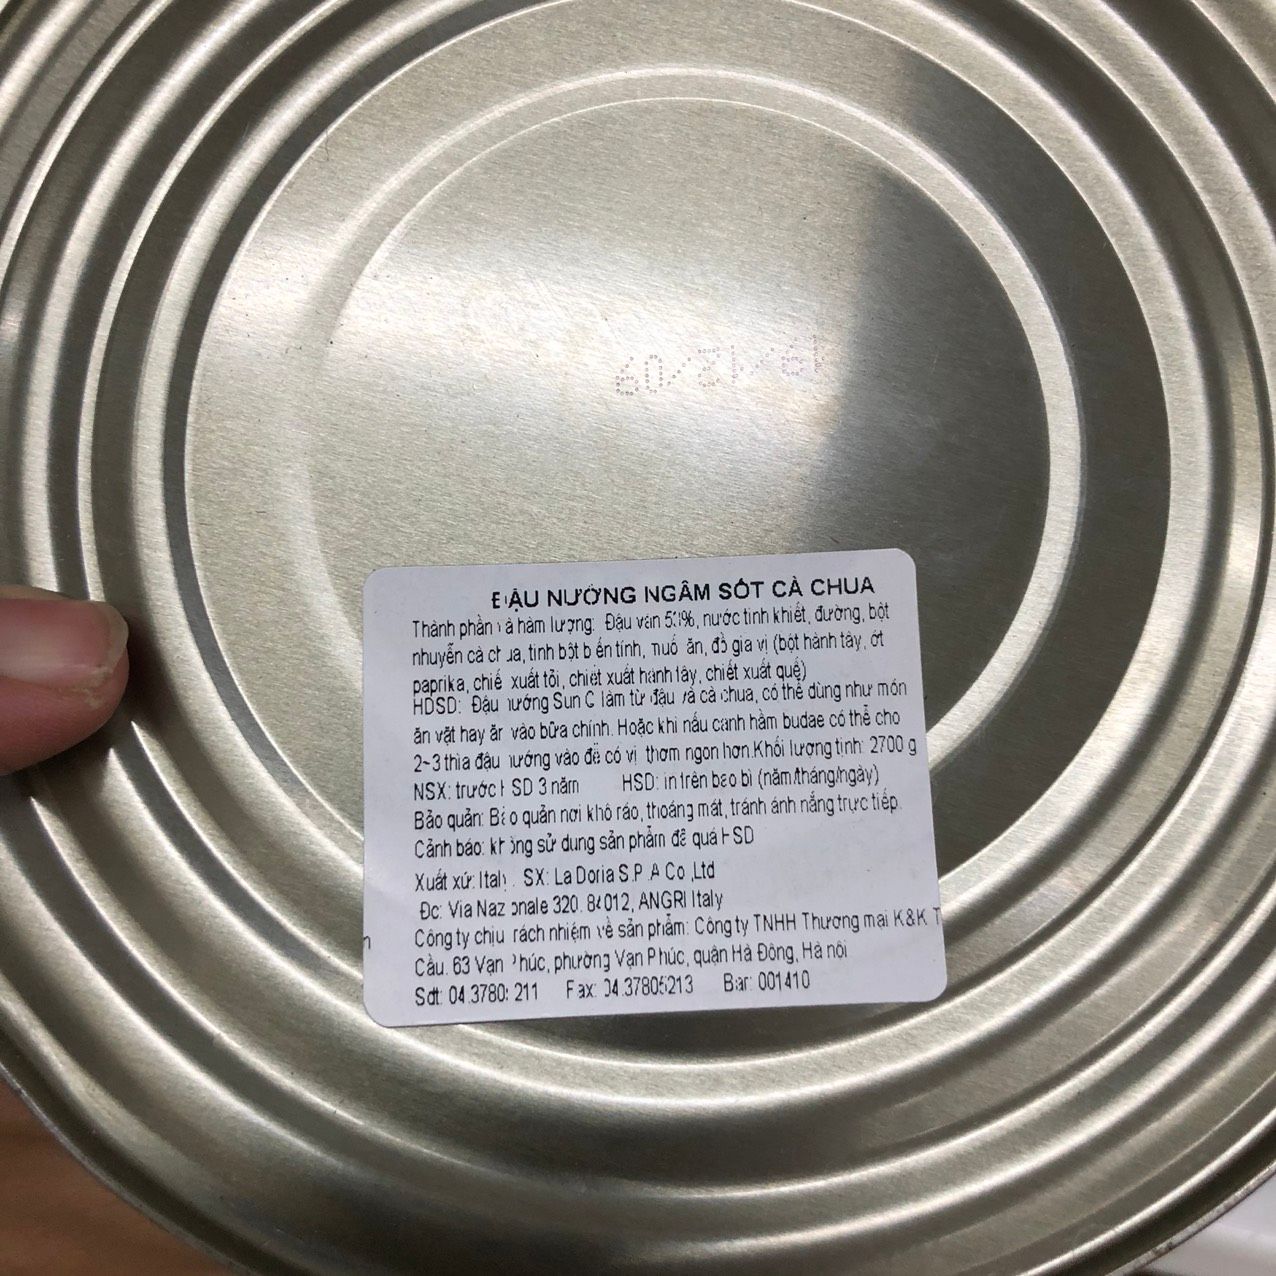 ĐẬU NƯỚNG NGÂM SỐT CÀ CHUA
Thành phần và hàm lượng: Đậu ván 53%, nước tinh khiết, đường, bột
nhuyễn cà chua, tinh bột biến tính, muối ăn, đồ gia vị (bột hành tây, ớt
paprika, chiết xuất tỏi, chiết xuất hành tây, chiết xuất quế)
HDSD: Đậu nướng Sun C làm từ đậu và cà chua, có thể dùng như món
ăn vặt hay ăn vào bữa chính. Hoặc khi nấu canh hầm budae có thể cho
2~3 thìa đậu nướng vào để có vị thơm ngon hơn.Khối lượng tịnh: 2700 g
NSX: trước HSD 3 năm HSD: in trên bao bì (năm/tháng/ngày)
Bảo quản: Bảo quản nơi khô ráo, thoáng mát, tránh ánh nắng trực tiếp.
Cảnh báo: không sử dụng sản phẩm đã quá HSD
Xuất xứ: Italy. SX: La Doria S.P.A Co.,Ltd
Đc: Via Nazionale 320. 84012, ANGRI Italy
Công ty chịu trách nhiệm về sản phẩm: Công ty TNHH Thương mại K&K T
Cầu. 63 Vạn Phúc, phường Vạn Phúc, quận Hà Đông, Hà nội
Sdt: 211 Fax: 04.37805213 Bar: 001410